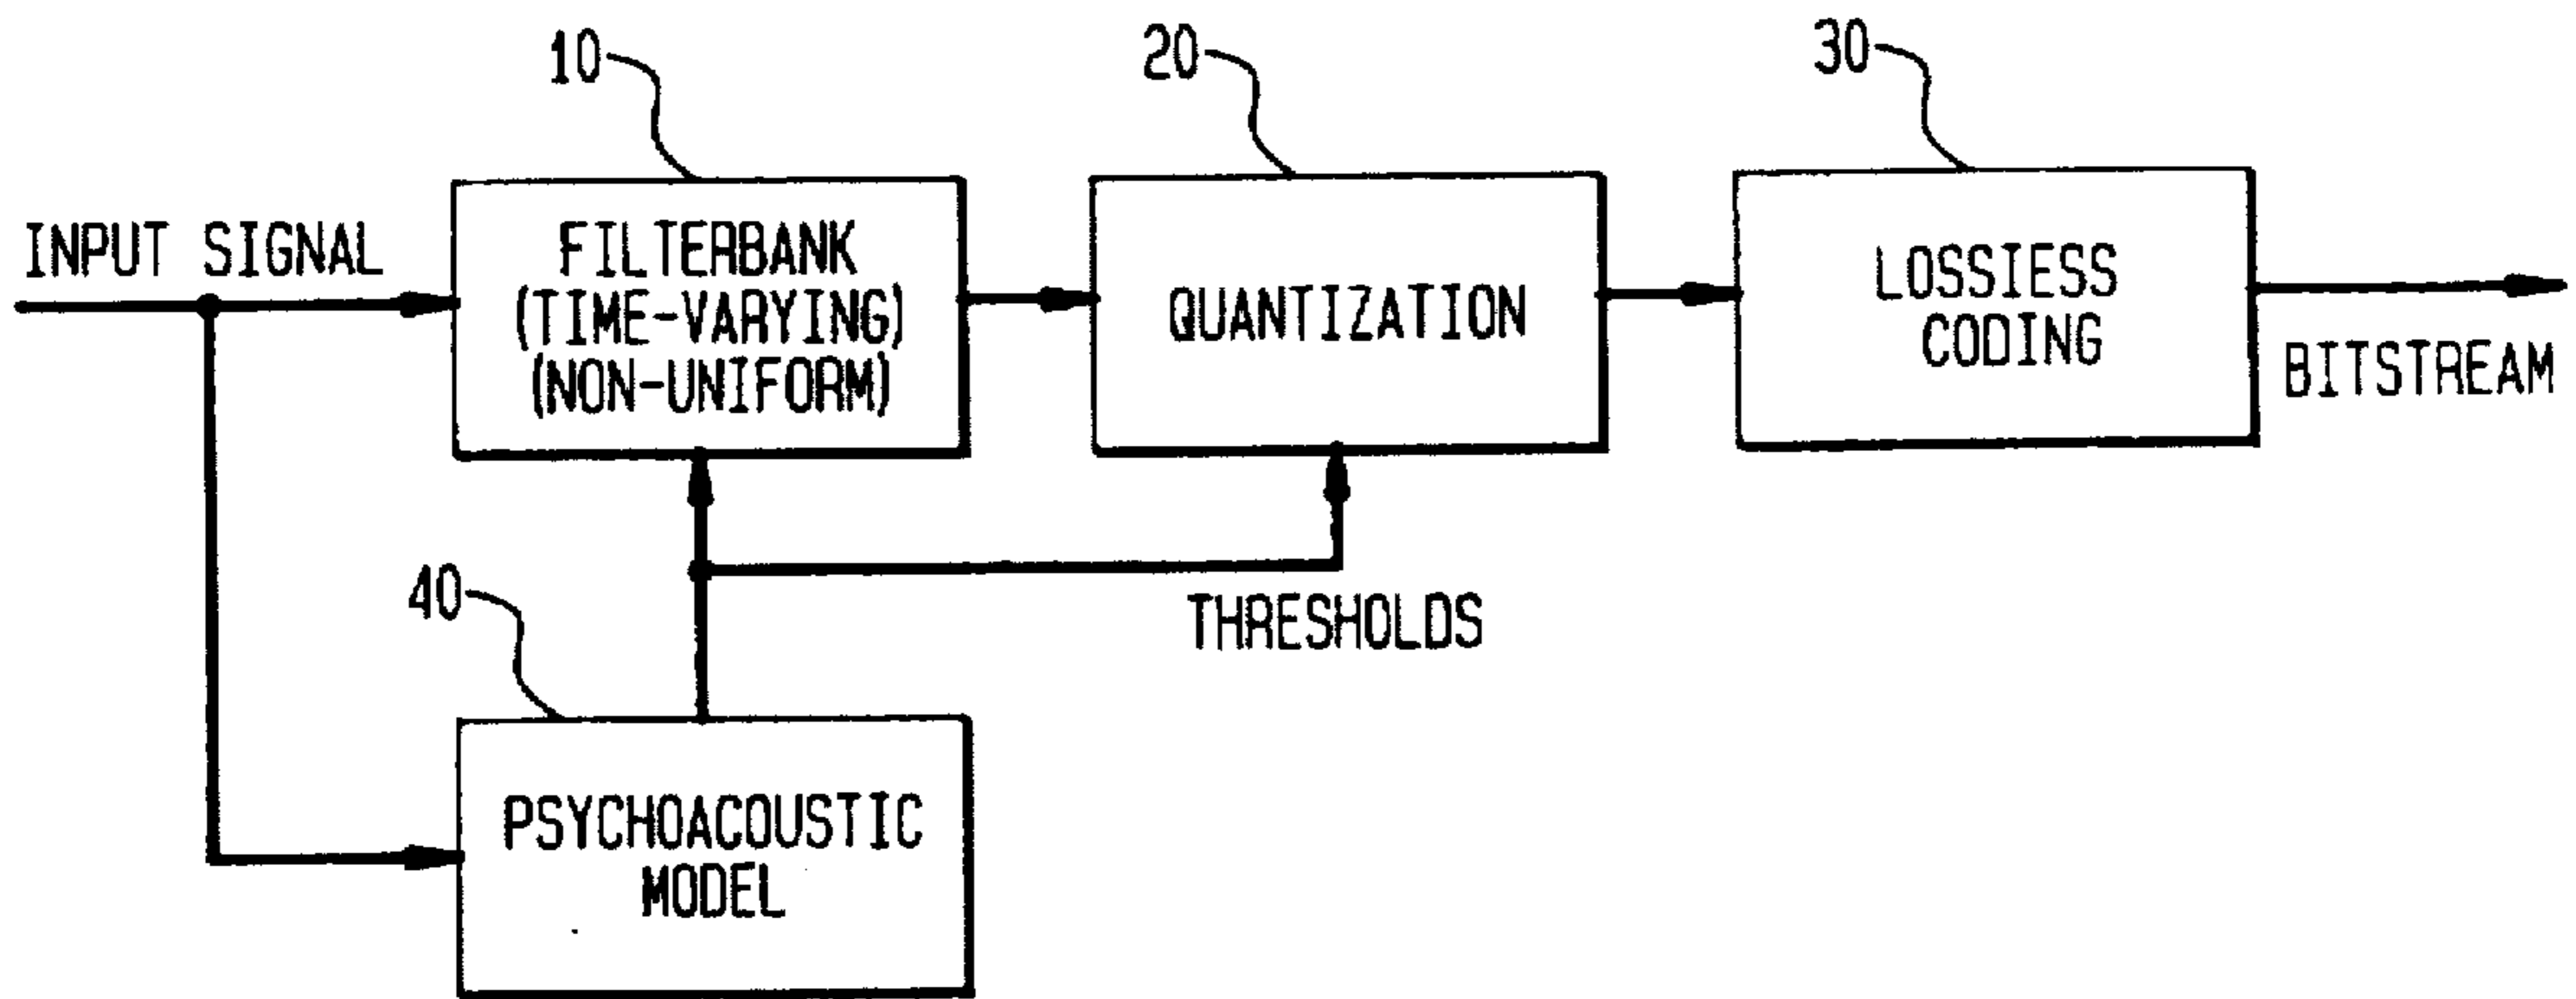 10
20
30
INPUT SIGNAL
FILTERBANK
(TIME-VARYING)
(NON-UNIFORM)
QUANTIZATION
LOSSIESS
CODING
BITSTREAM
40
THRESHOLDS
PSYCHOACOUSTIC
MODEL